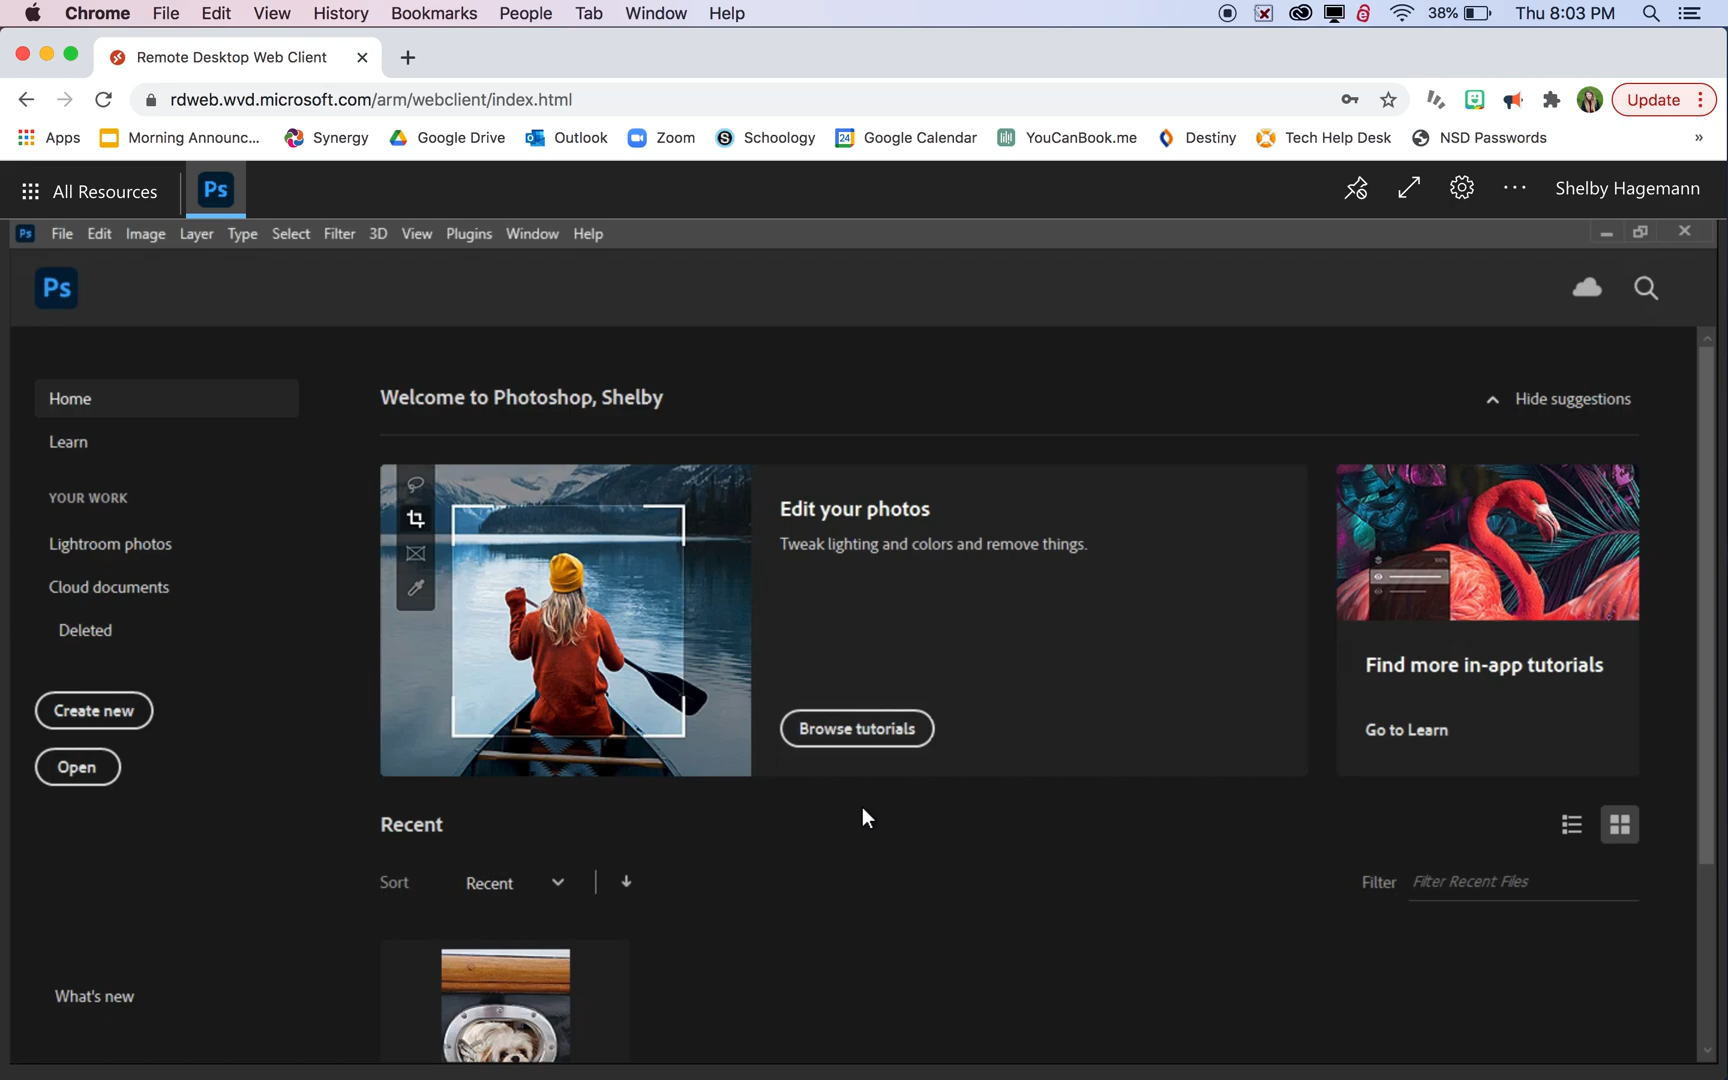 Chrome File Edit View History Bookmarks People Tab Window Help 38% Thu 8:03 PM
Remote Desktop Web Client
rdweb.wvd.microsoft.com/arm/webclient/index.html Update
Apps Morning Announc... Synergy Google Drive Outlook Zoom Schoology Google Calendar YouCanBook.me Destiny Tech Help Desk NSD Passwords »
All Resources Ps ... Shelby Hagemann
Ps File Edit Image Layer Type Select Filter 3D View Plugins Window Help
Ps
Home
Learn
YOUR WORK
Lightroom photos
Cloud documents
Deleted
Create new
Open
What's new
Welcome to Photoshop, Shelby
Hide suggestions
Edit your photos
Tweak lighting and colors and remove things.
Browse tutorials
Find more in-app tutorials
Go to Learn
Recent
Sort Recent
Filter Filter Recent Files